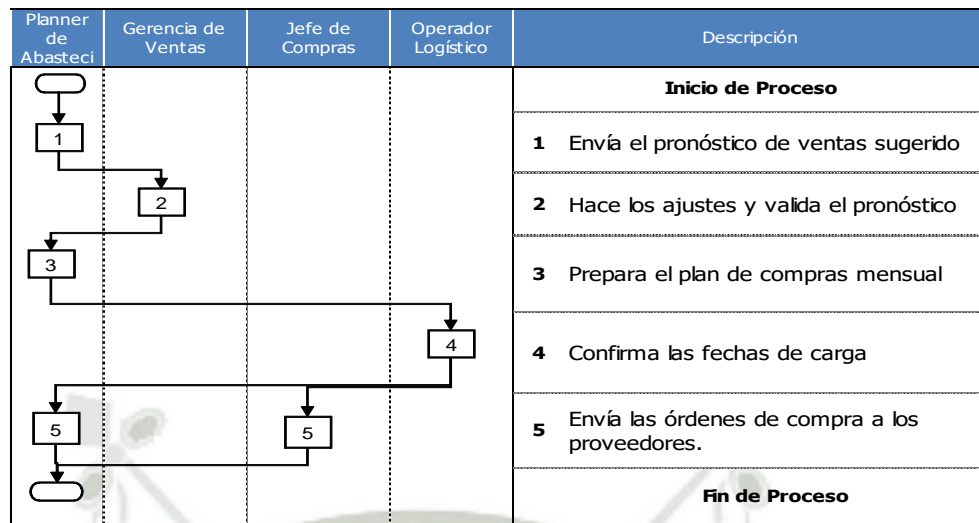 Planner
de
Abasteci
Gerencia de
Ventas
Jefe de
Compras
Operador
Logístico
Descripción
Inicio de Proceso
1
1 Envía el pronóstico de ventas sugerido
2
2 Hace los ajustes y valida el pronóstico
3
3 Prepara el plan de compras mensual
4
4 Confirma las fechas de carga
5
5
5 Envía las órdenes de compra a los
proveedores.
Fin de Proceso